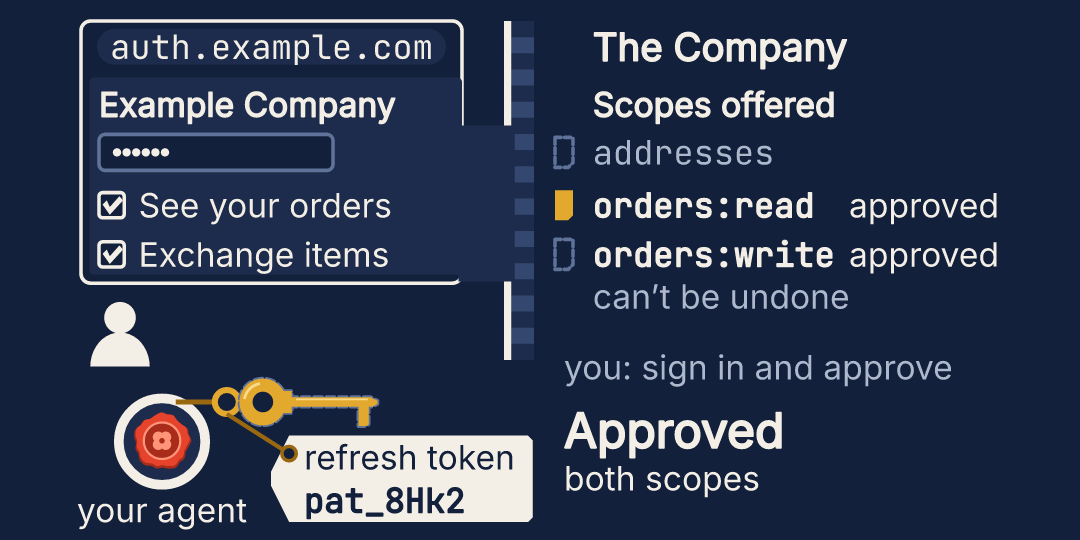 auth.example.com
Example Company
••••••
See your orders
Exchange items
your agent
refresh token
pat_8Hk2
The Company
Scopes offered
addresses
orders:read approved
orders:write approved
can’t be undone
you: sign in and approve
Approved
both scopes